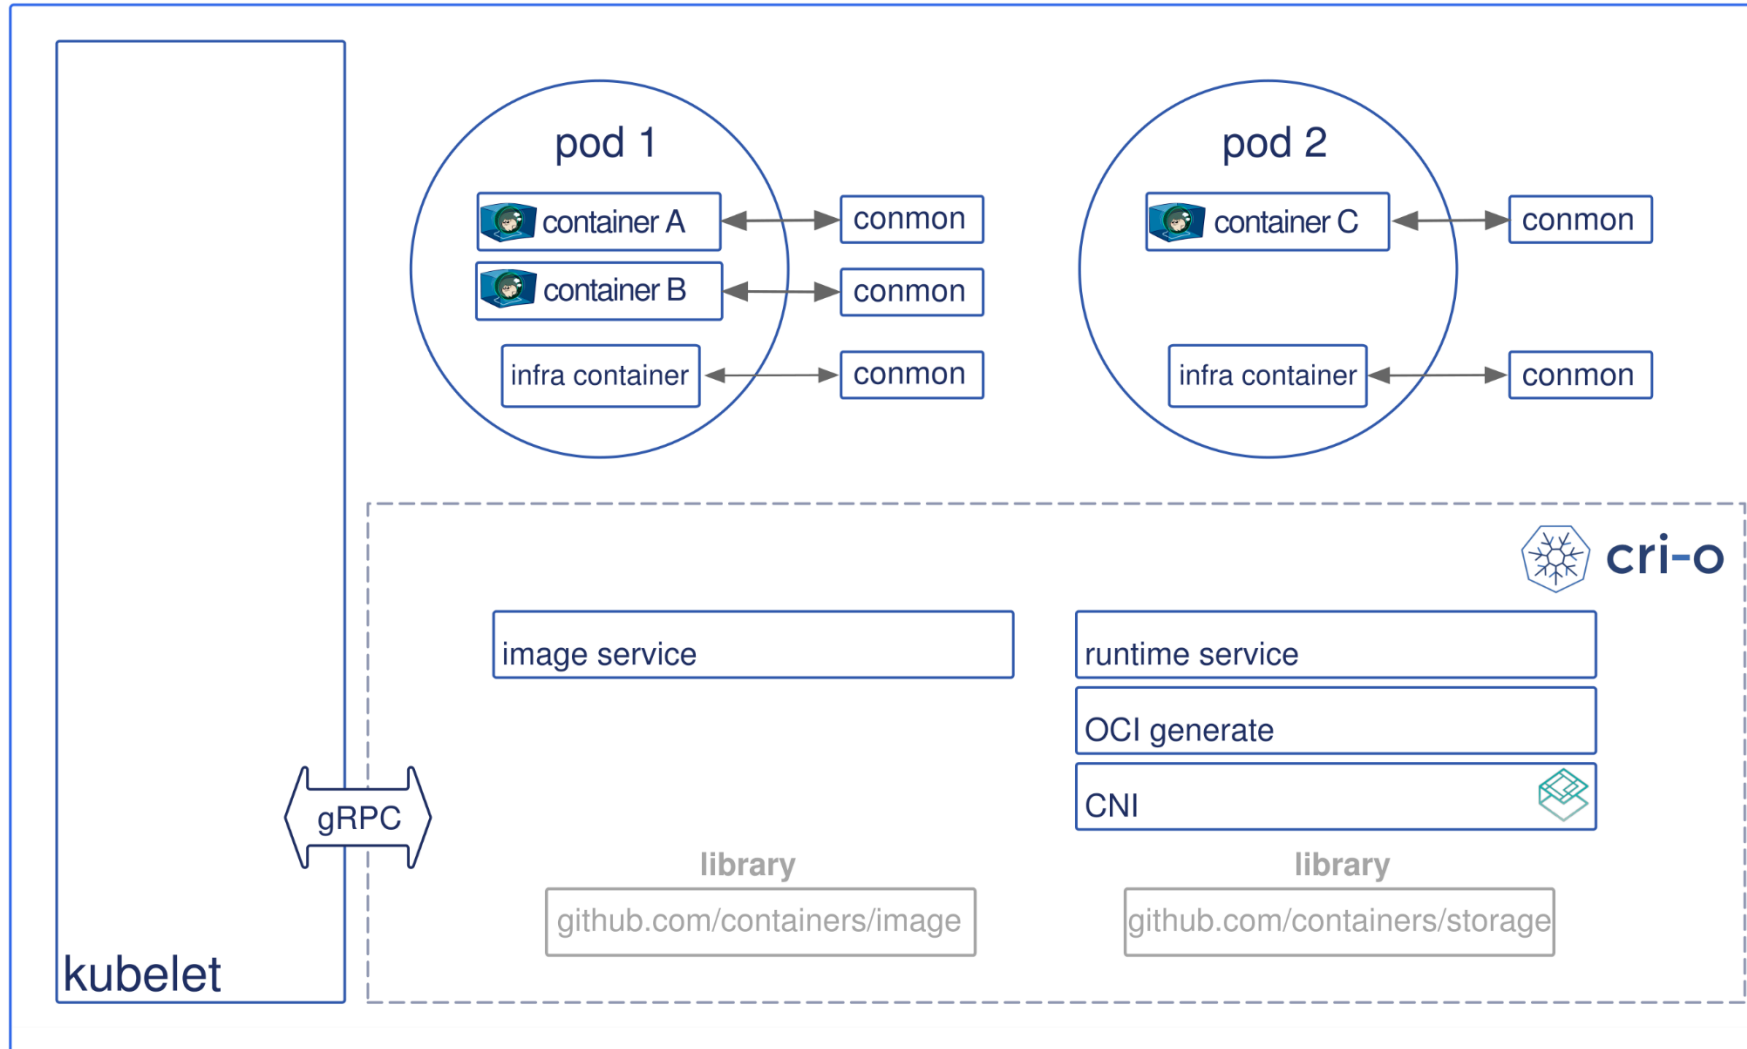 pod 1
container A
conmon
container B
conmon
infra container
conmon
pod 2
container C
conmon
infra container
conmon
cri-o
image service
runtime service
OCI generate
CNI
gRPC
library
github.com/containers/image
library
github.com/containers/storage
kubelet